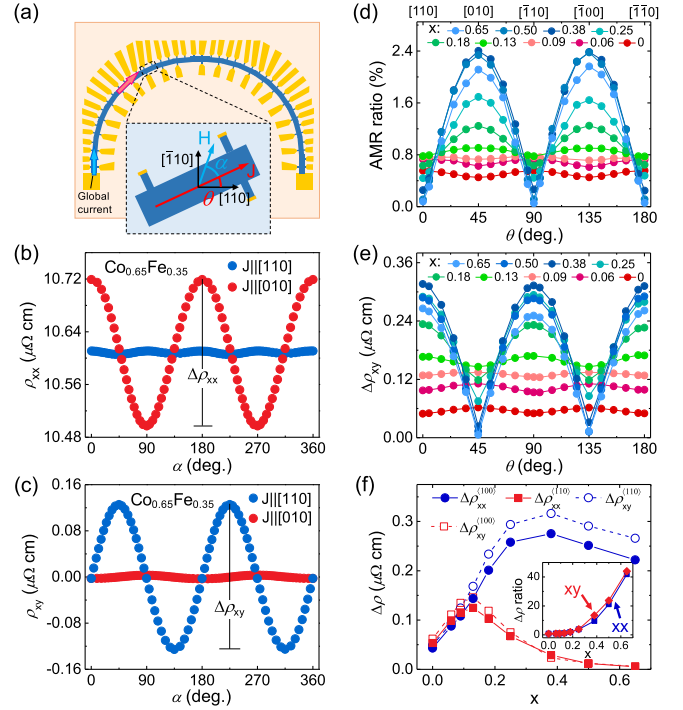 (a)
H
[1̅10]
α
J
θ
[110]
Global
current
(b)
Co0.65Fe0.35
J||[110]
J||[010]
10.72
10.64
10.56
10.48
ρxx (μΩ cm)
Δρxx
0 90 180 270 360
α (deg.)
(c)
Co0.65Fe0.35
J||[110]
J||[010]
0.16
0.08
0.00
-0.08
-0.16
ρxy (μΩ cm)
Δρxy
0 90 180 270 360
α (deg.)
(d)
[110] [010] [1̅10] [1̅00] [1̅1̅0]
x: 0.65 0.50 0.38 0.25
0.18 0.13 0.09 0.06 0
2.4
1.6
0.8
0.0
AMR ratio (%)
0 45 90 135 180
θ (deg.)
(e)
x: 0.65 0.50 0.38 0.25
0.18 0.13 0.09 0.06 0
0.36
0.24
0.12
0.00
Δρxy (μΩ cm)
0 45 90 135 180
θ (deg.)
(f)
Δρxx(100) Δρxx(110) Δρxy(110)
Δρxy(100)
0.3
0.2
0.1
0.0
Δρ (μΩ cm)
0.0 0.2 0.4 0.6
x
40
20
0
Δρ ratio
xy
xx
0.0 0.2 0.4 0.6
x